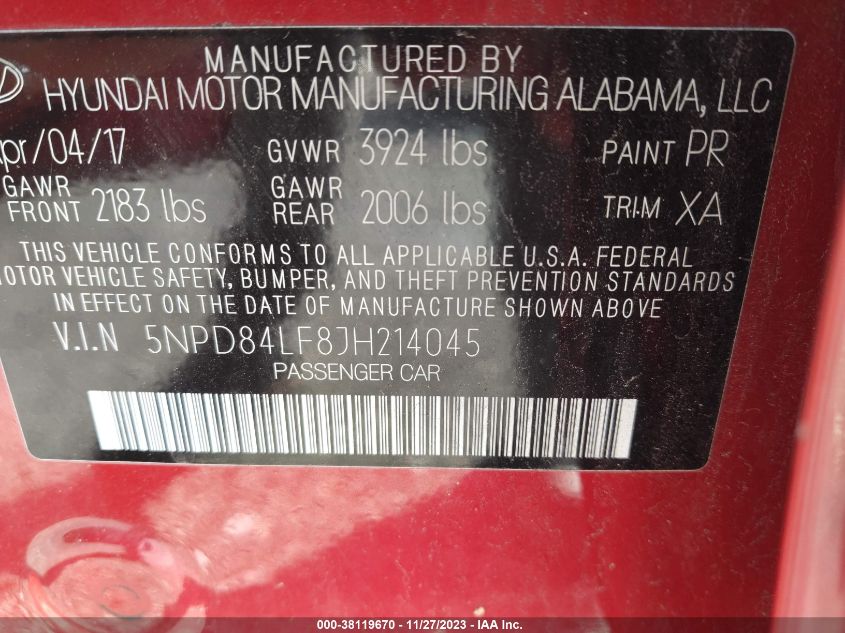 MANUFACTURED BY
HYUNDAI MOTOR MANUFACTURING ALABAMA, LLC
pr/04/17 GVWR 3924 lbs PAINT PR
GAWR FRONT 2183 lbs GAWR REAR 2006 lbs TRIM XA
THIS VEHICLE CONFORMS TO ALL APPLICABLE U.S.A. FEDERAL
MOTOR VEHICLE SAFETY, BUMPER, AND THEFT PREVENTION STANDARDS
IN EFFECT ON THE DATE OF MANUFACTURE SHOWN ABOVE.
V.I.N 5NPD84LF8JH214045
PASSENGER CAR
000-38119670 - 11/27/2023 - IAA Inc.